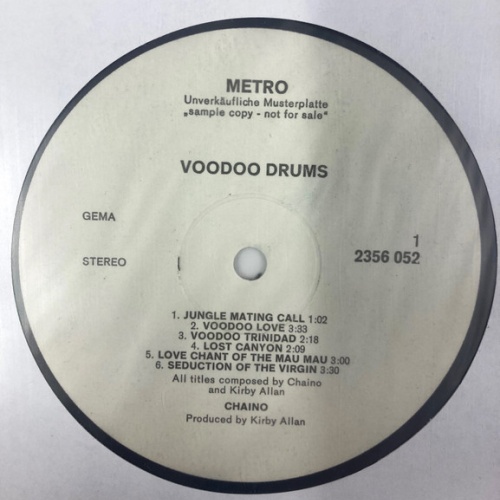 METRO
Unverkäufliche Musterplatte
„sample copy - not for sale“
VOODOO DRUMS
GEMA
1
STEREO
2356 052
1. JUNGLE MATING CALL 1:02
2. VOODOO LOVE 3:33
3. VOODOO TRINIDAD 2:18
4. LOST CANYON 2:09
5. LOVE CHANT OF THE MAU MAU 3:00
6. SEDUCTION OF THE VIRGIN 3:30
All titles composed by Chaino
and Kirby Allan
CHAINO
Produced by Kirby Allan